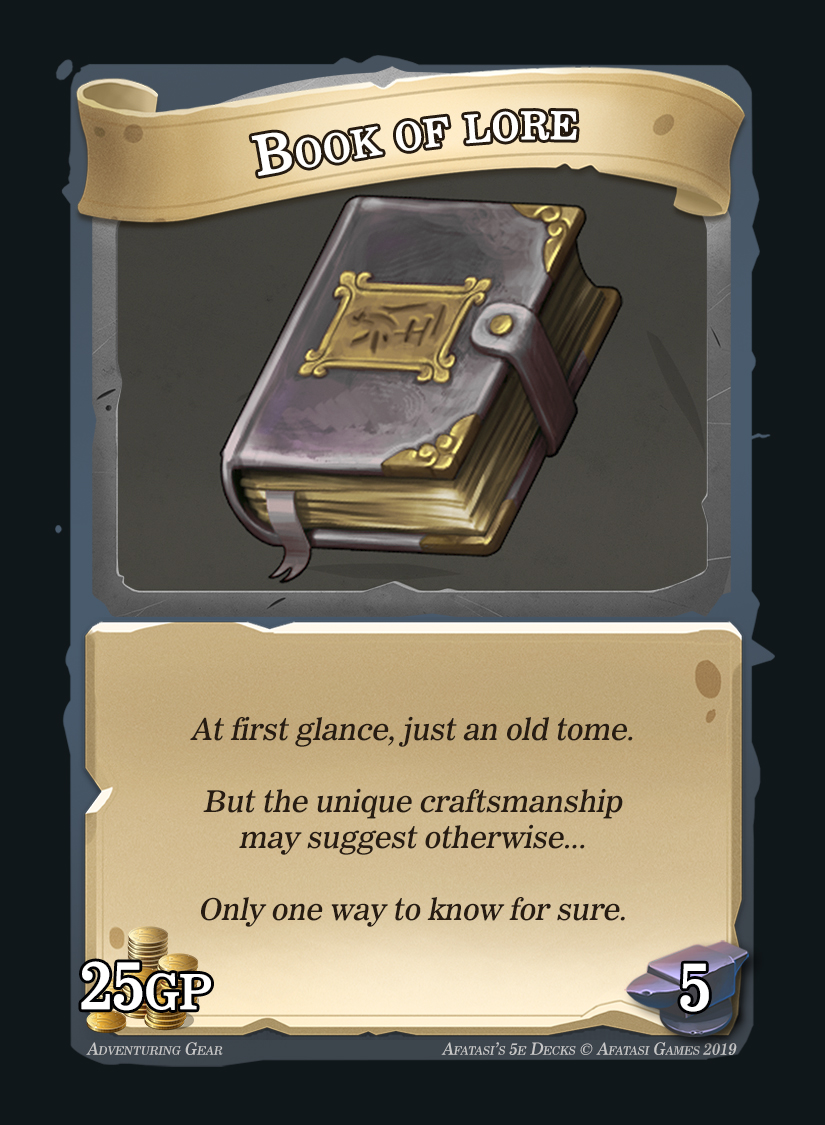 Book of lore
At first glance, just an old tome.
But the unique craftsmanship
may suggest otherwise...
Only one way to know for sure.
25GP
5
Adventuring Gear
Afatasi's 5e Decks © Afatasi Games 2019